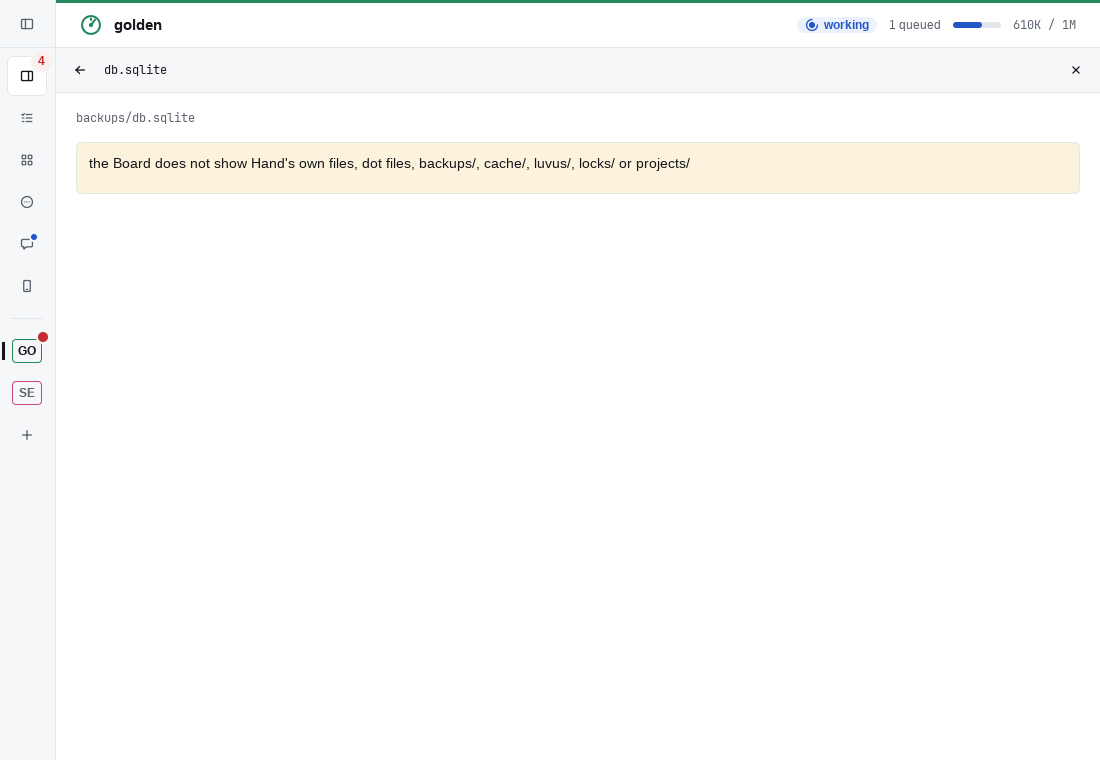 golden
working
1 queued
610K / 1M
4
db.sqlite
backups/db.sqlite
the Board does not show Hand's own files, dot files, backups/, cache/, luvus/, locks/ or projects/
GO
SE